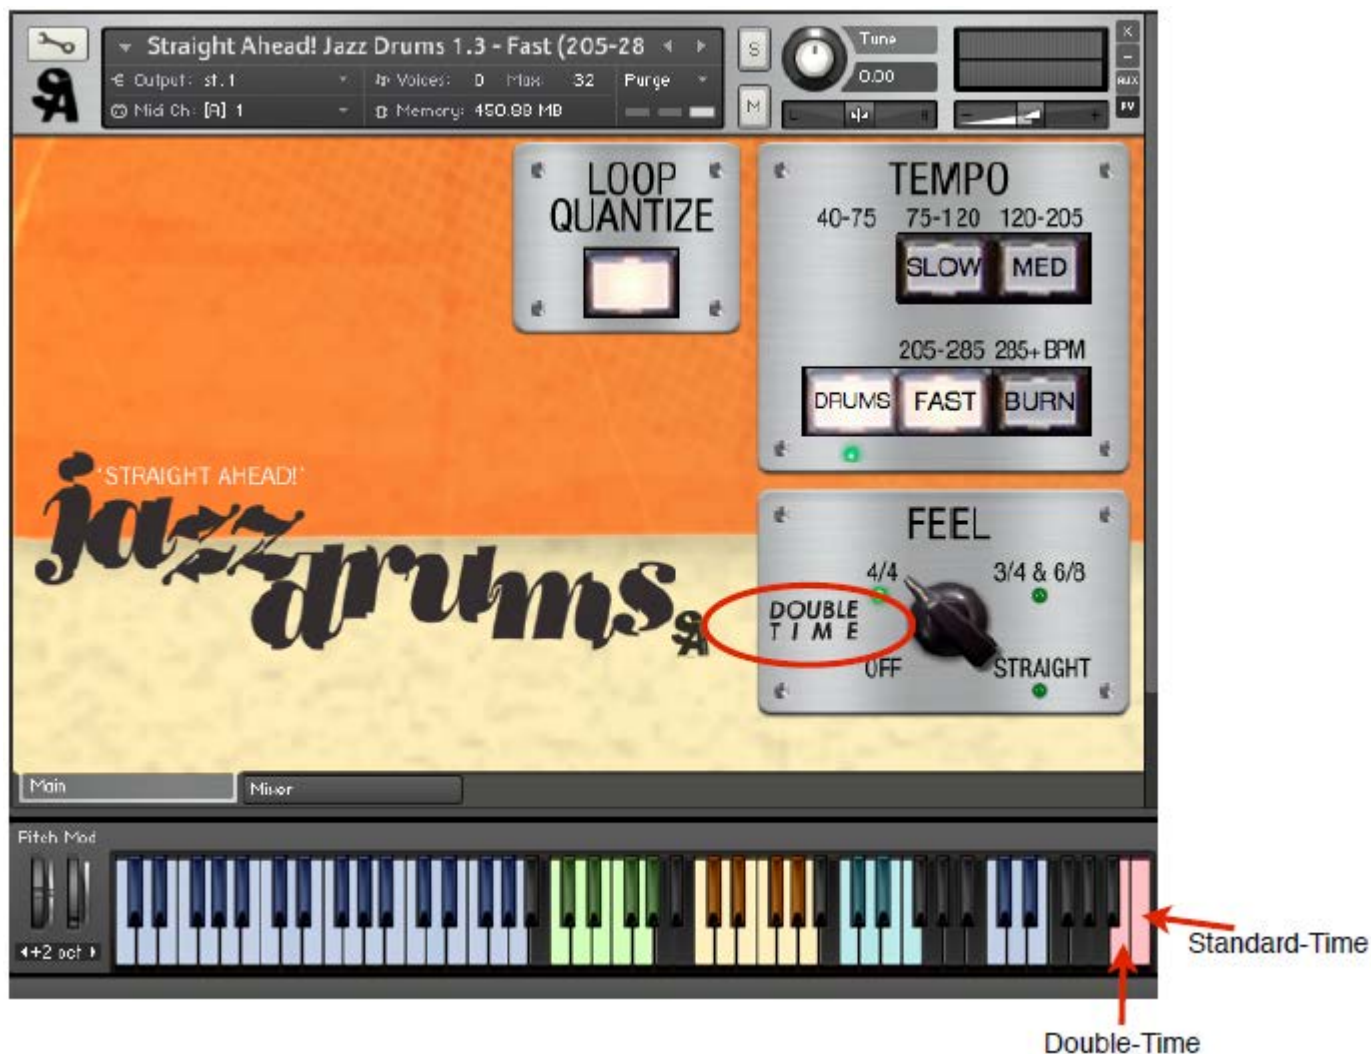 Straight Ahead! Jazz Drums 1.3 - Fast (205-28
Output: st. 1
Voices: 0 Max: 32
Purge
Midi Ch: [A] 1
Memory: 450.88 MB
S
M
Tune
0.00
L
R
AUX
PV
LOOP
QUANTIZE
TEMPO
40-75 75-120 120-205
SLOW MED
205-285 285+ BPM
DRUMS FAST BURN
'STRAIGHT AHEAD!'
jazz
drums
SA
FEEL
4/4 3/4 & 6/8
DOUBLE
TIME
OFF STRAIGHT
Main Mixer
Pitch Mod
+2 oct
Standard-Time
Double-Time